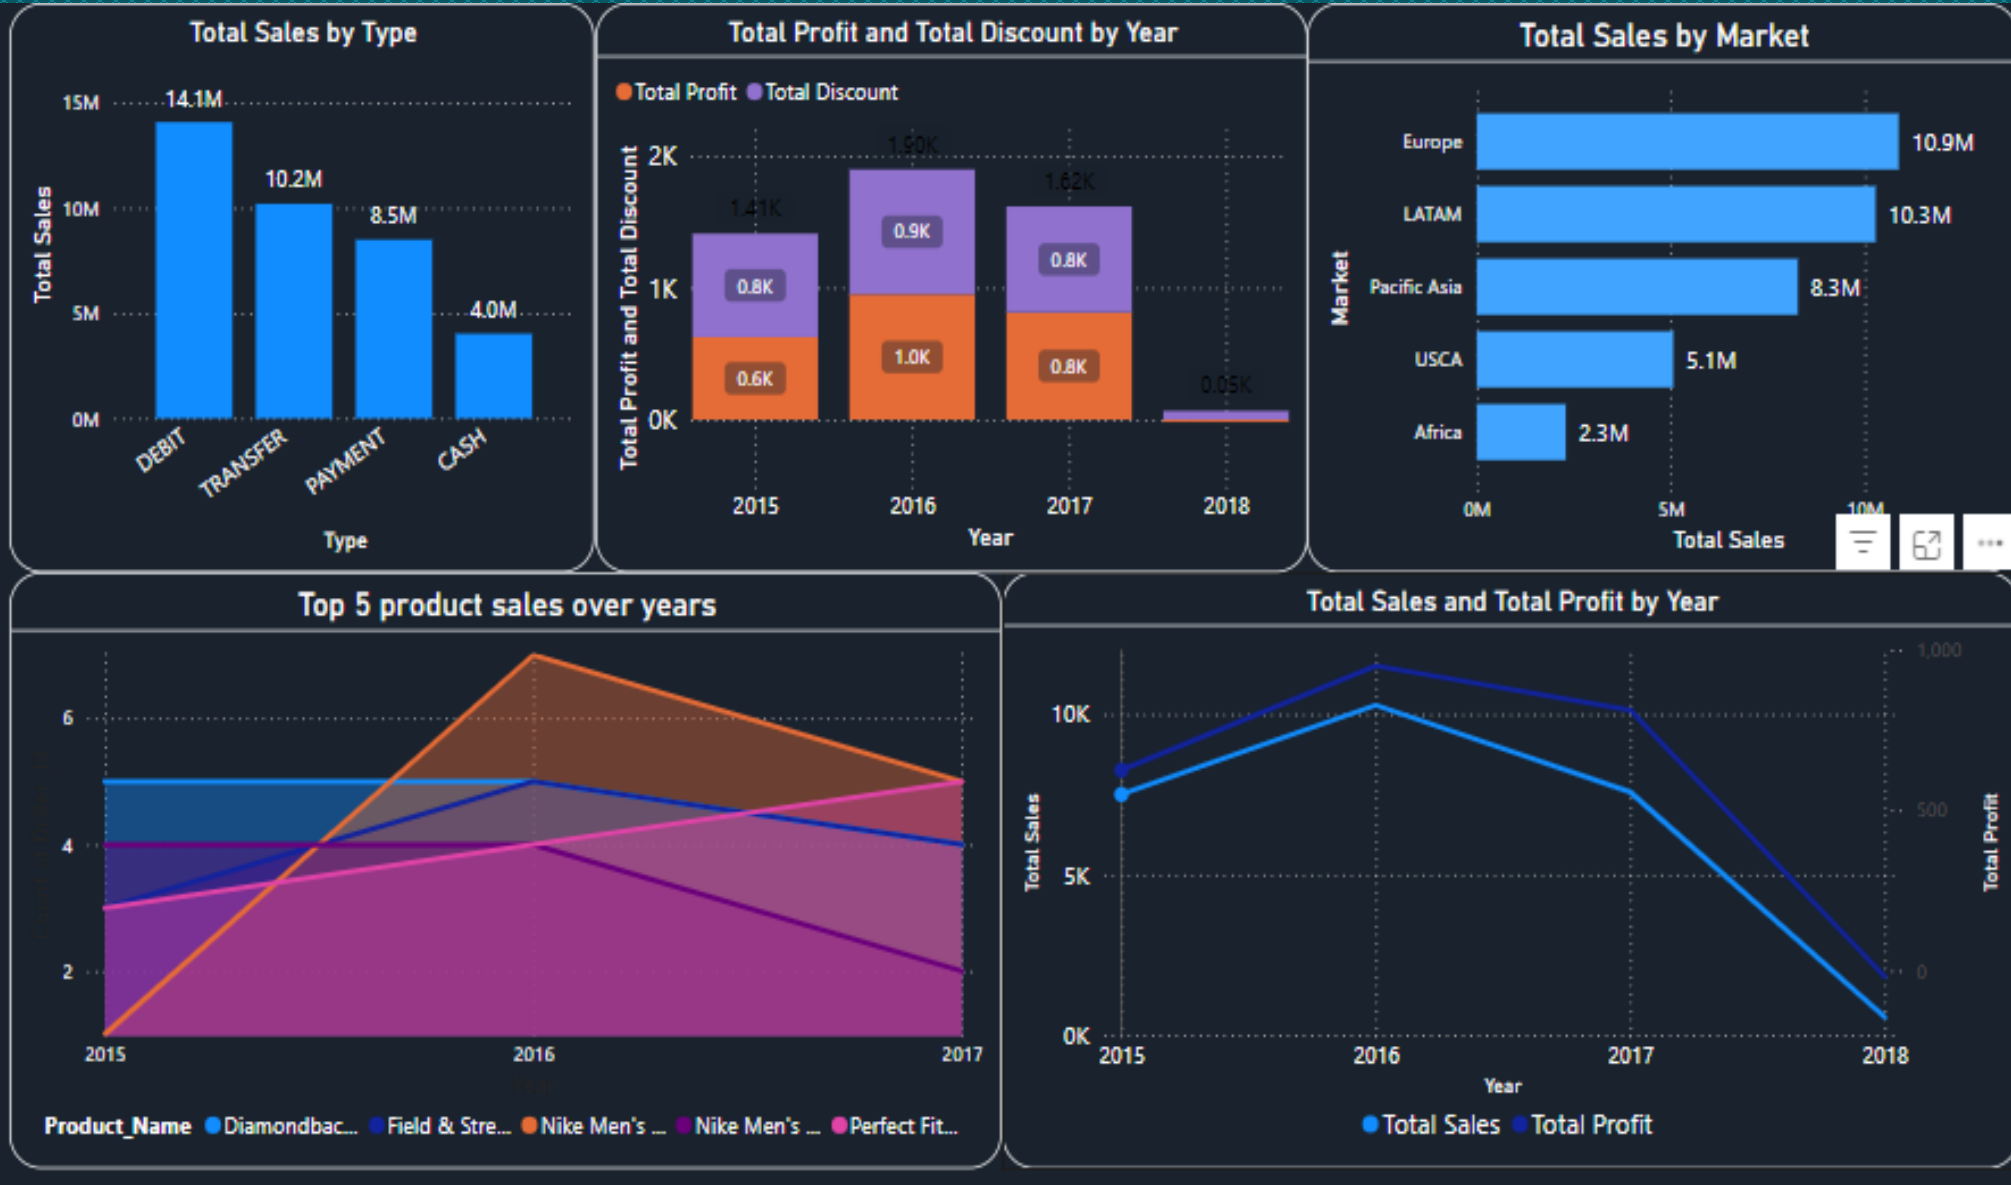 Total Sales by Type
15M
10M
5M
0M
14.1M
10.2M
8.5M
4.0M
Total Sales
DEBIT
TRANSFER
PAYMENT
CASH
Type
Total Profit and Total Discount by Year
Total Profit Total Discount
Total Profit and Total Discount
2K
1K
0K
1.41K
0.8K
0.6K
1.90K
0.9K
1.0K
1.62K
0.8K
0.8K
0.05K
2015 2016 2017 2018
Year
Total Sales by Market
Market
Europe 10.9M
LATAM 10.3M
Pacific Asia 8.3M
USCA 5.1M
Africa 2.3M
0M 5M 10M
Total Sales
Top 5 product sales over years
6
4
2
2015 2016 2017
Product_Name Diamondbac... Field & Stre... Nike Men's ... Nike Men's ... Perfect Fit...
Total Sales and Total Profit by Year
Total Sales
10K
5K
0K
1,000
500
0
Total Profit
2015 2016 2017 2018
Year
Total Sales Total Profit